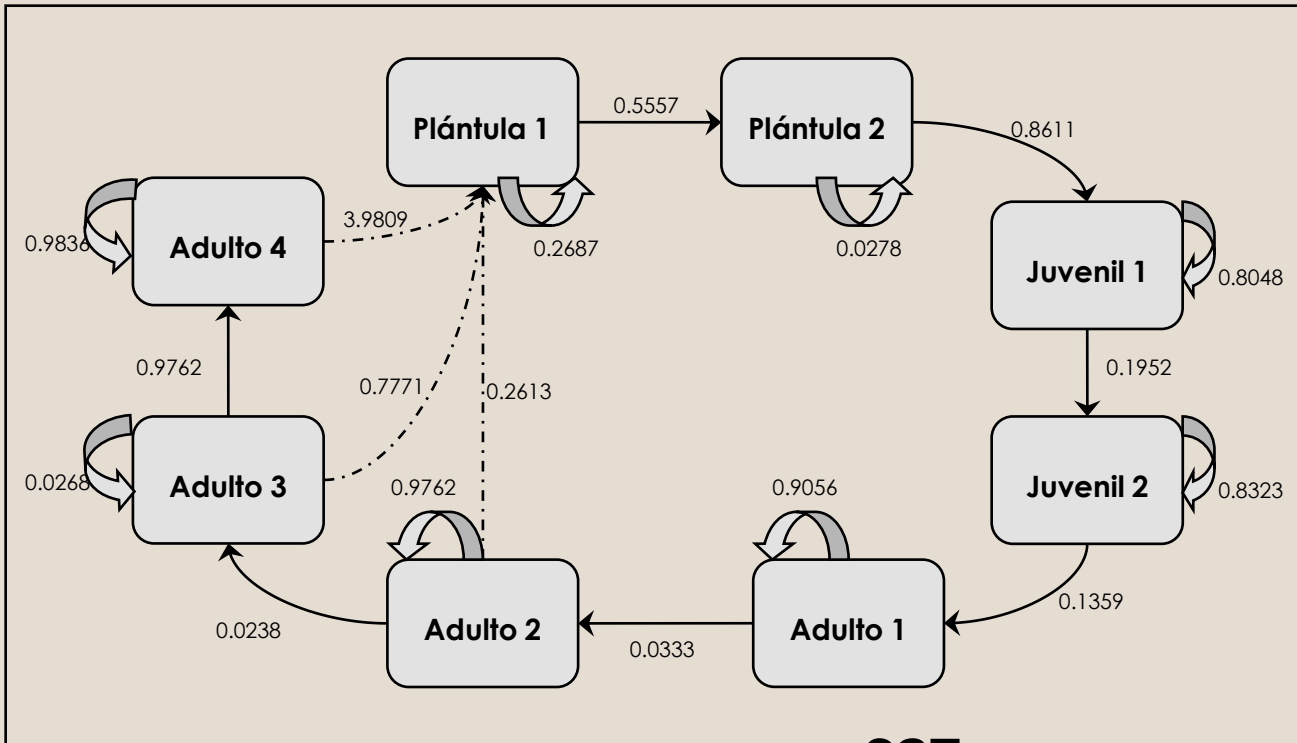 Plántula 1
0.5557
Plántula 2
0.8611
0.2687
0.0278
Juvenil 1
0.8048
0.1952
Juvenil 2
0.8323
0.1359
Adulto 1
0.9056
0.0333
Adulto 2
0.9762
0.2613
0.0238
Adulto 3
0.0268
0.7771
0.9762
Adulto 4
0.9836
3.9809